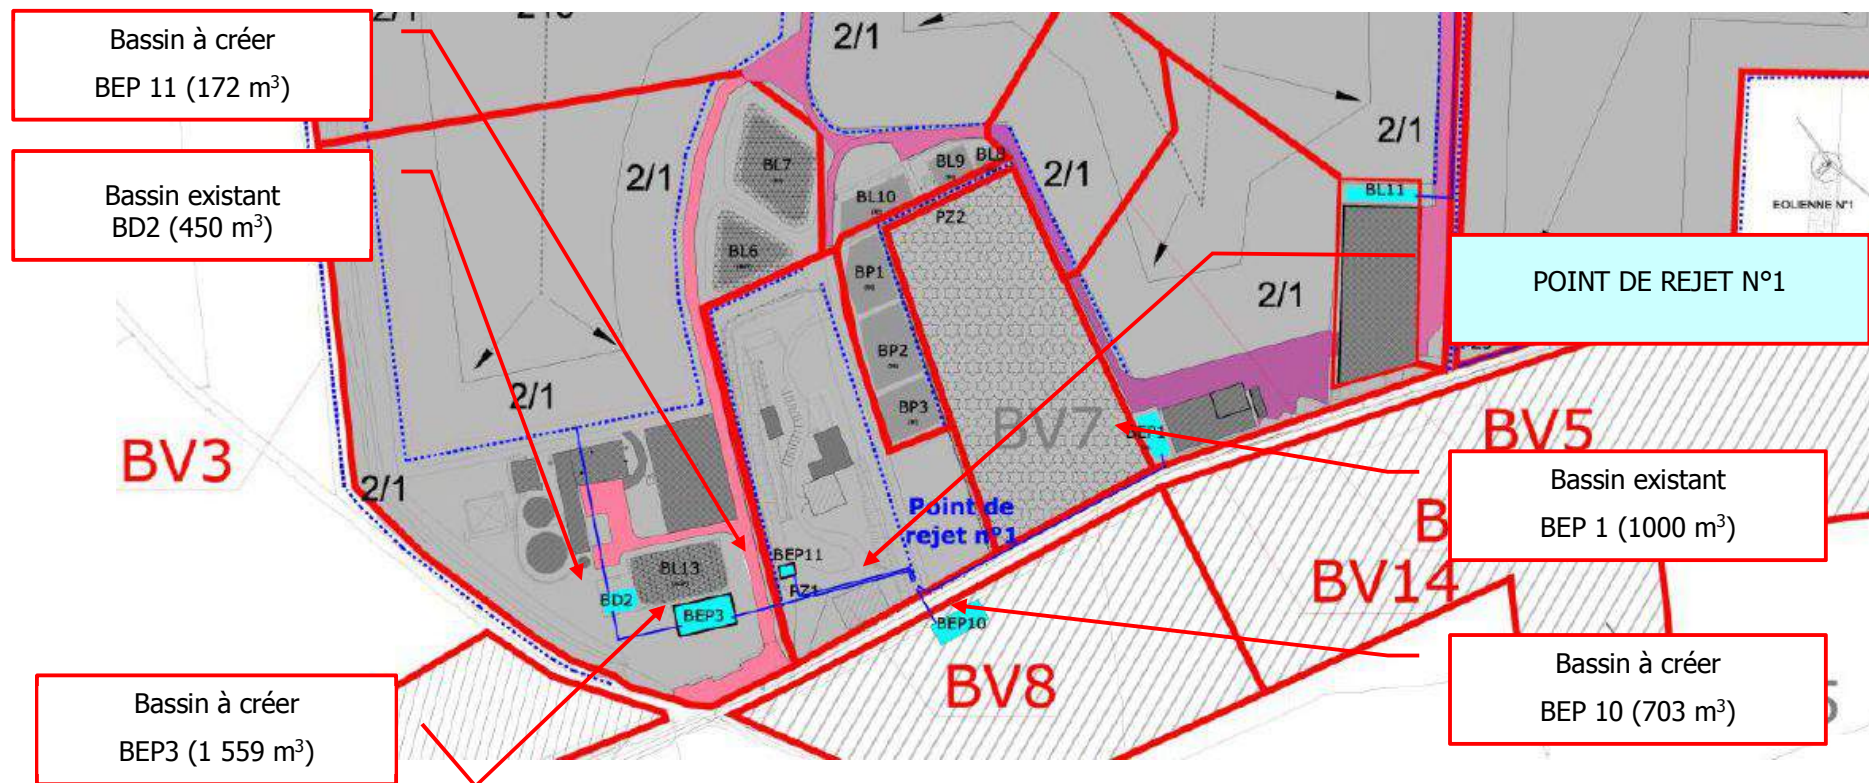 Bassin à créer
BEP 11 (172 m³)
Bassin existant
BD2 (450 m³)
Bassin à créer
BEP3 (1 559 m³)
POINT DE REJET N°1
Bassin existant
BEP 1 (1000 m³)
Bassin à créer
BEP 10 (703 m³)
2/1
2/1
2/1
2/1
2/1
2/1
2/1
BL7
BL6
BL9
BL8
BL10
PZ2
BP1
BP2
BP3
BL11
EOLIENNE N°1
BV3
BV7
BV5
BEP1
Point de
rejet n°1
BEP11
PZ1
BL13
BD2
BEP3
BEP10
BV14
BV8